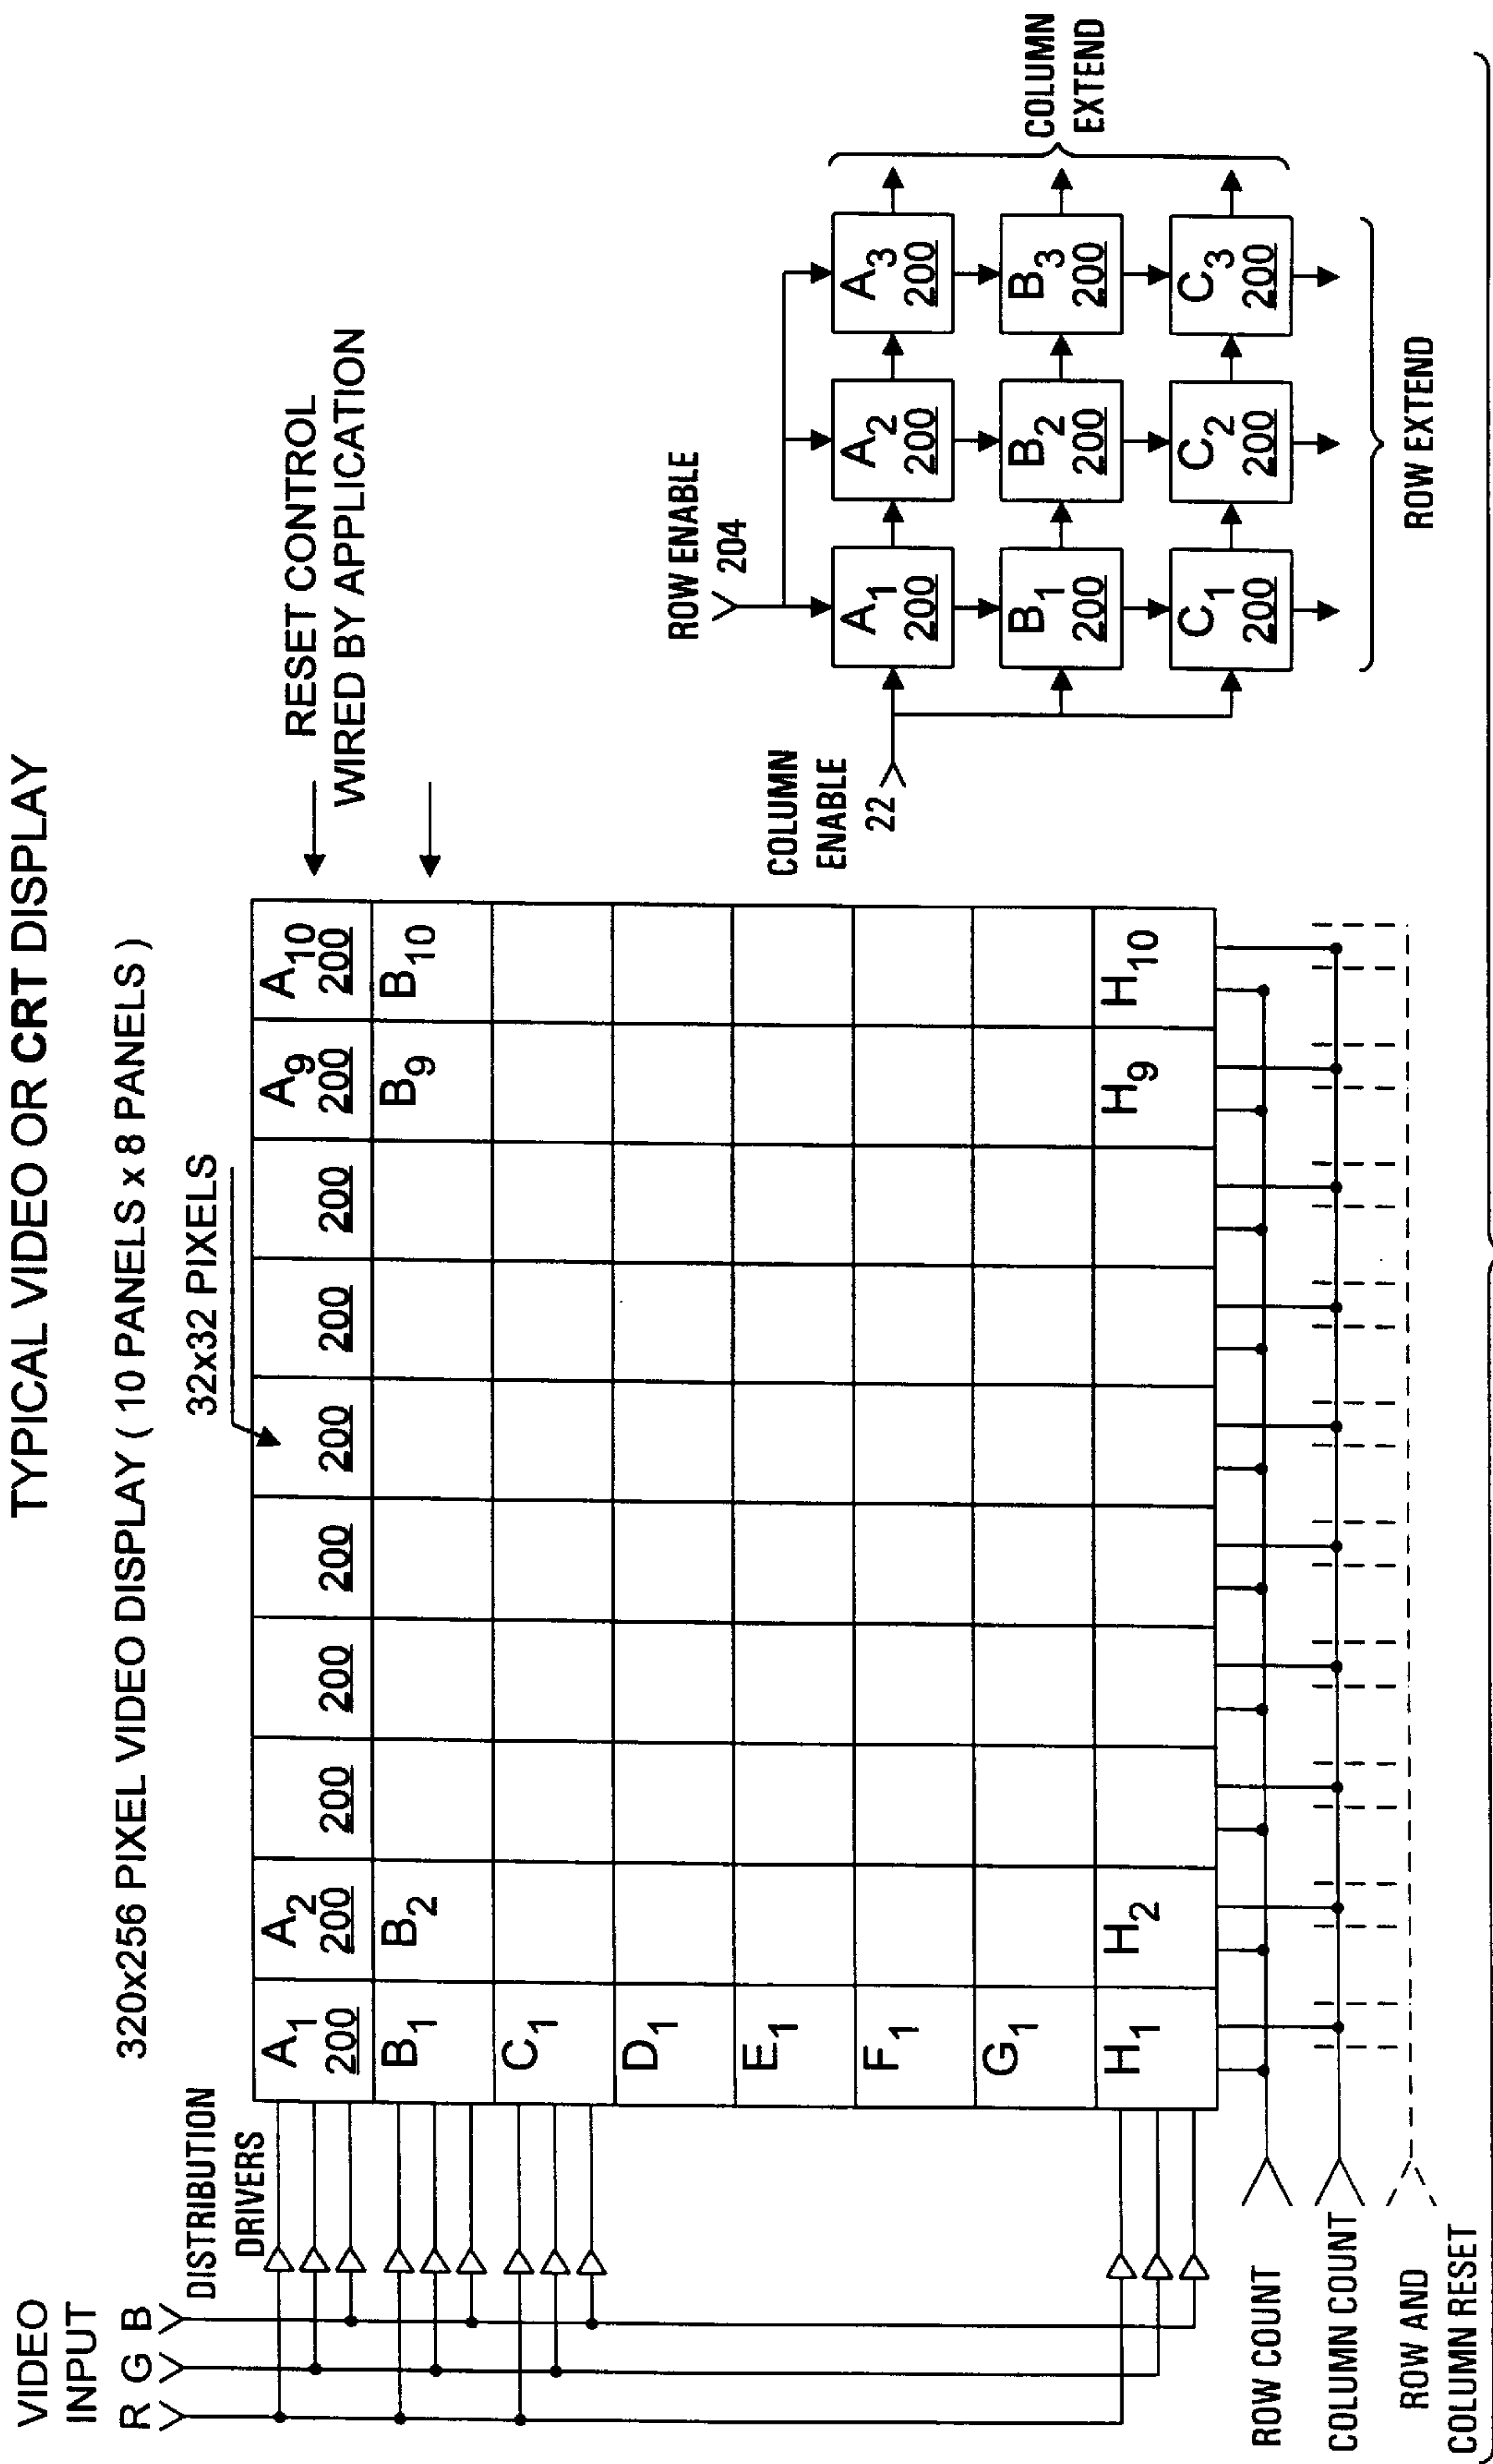 TYPICAL VIDEO OR CRT DISPLAY
320x256 PIXEL VIDEO DISPLAY ( 10 PANELS x 8 PANELS )
VIDEO
INPUT
R G B
DISTRIBUTION
DRIVERS
32x32 PIXELS
RESET CONTROL
WIRED BY APPLICATION
A1 A2 A9 A10
200 200 200 200 200 200 200 200 200 200
B1 B2 B9 B10
C1
D1
E1
F1
G1
H1 H2 H9 H10
ROW COUNT
COLUMN COUNT
ROW AND
COLUMN RESET
ROW ENABLE
204
COLUMN
ENABLE
22
A1 A2 A3
200 200 200
B1 B2 B3
200 200 200
C1 C2 C3
200 200 200
COLUMN
EXTEND
ROW EXTEND